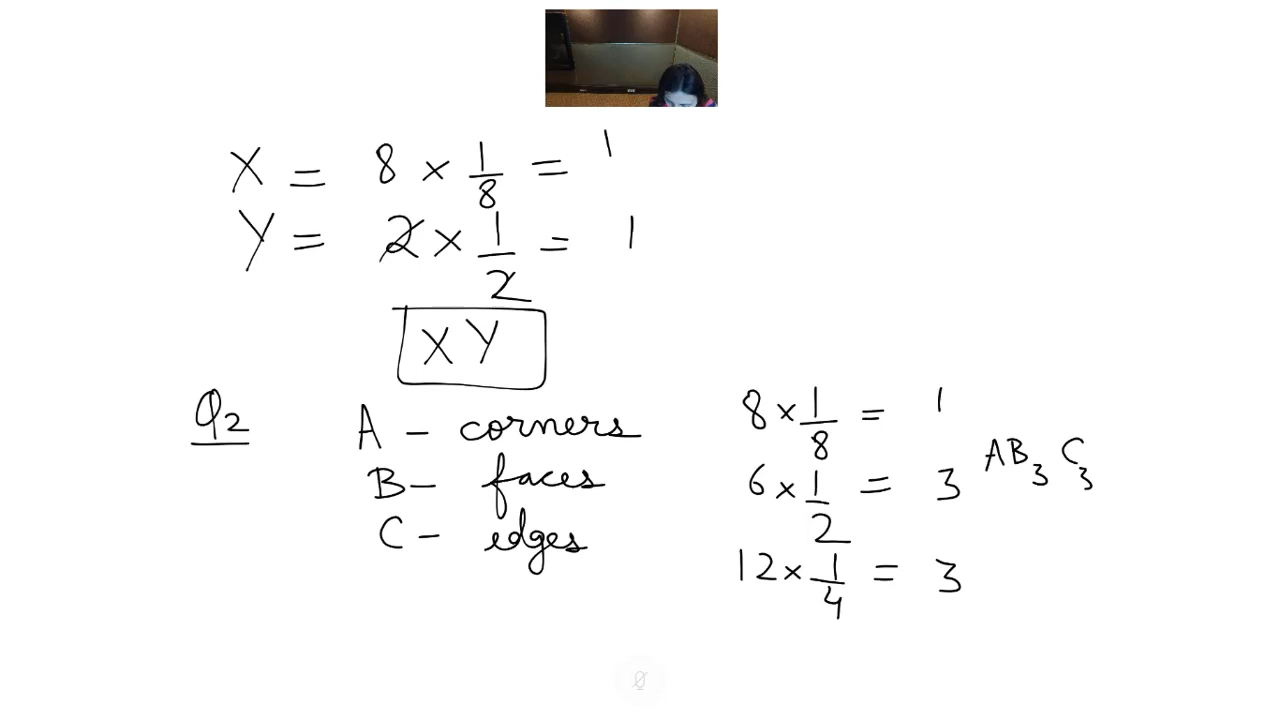 X = 8 × 1/8 = 1
Y = 2 × 1/2 = 1
XY
Q2
A - corners
B - faces
C - edges
8 × 1/8 = 1
6 × 1/2 = 3
AB₃C₃
12 × 1/4 = 3